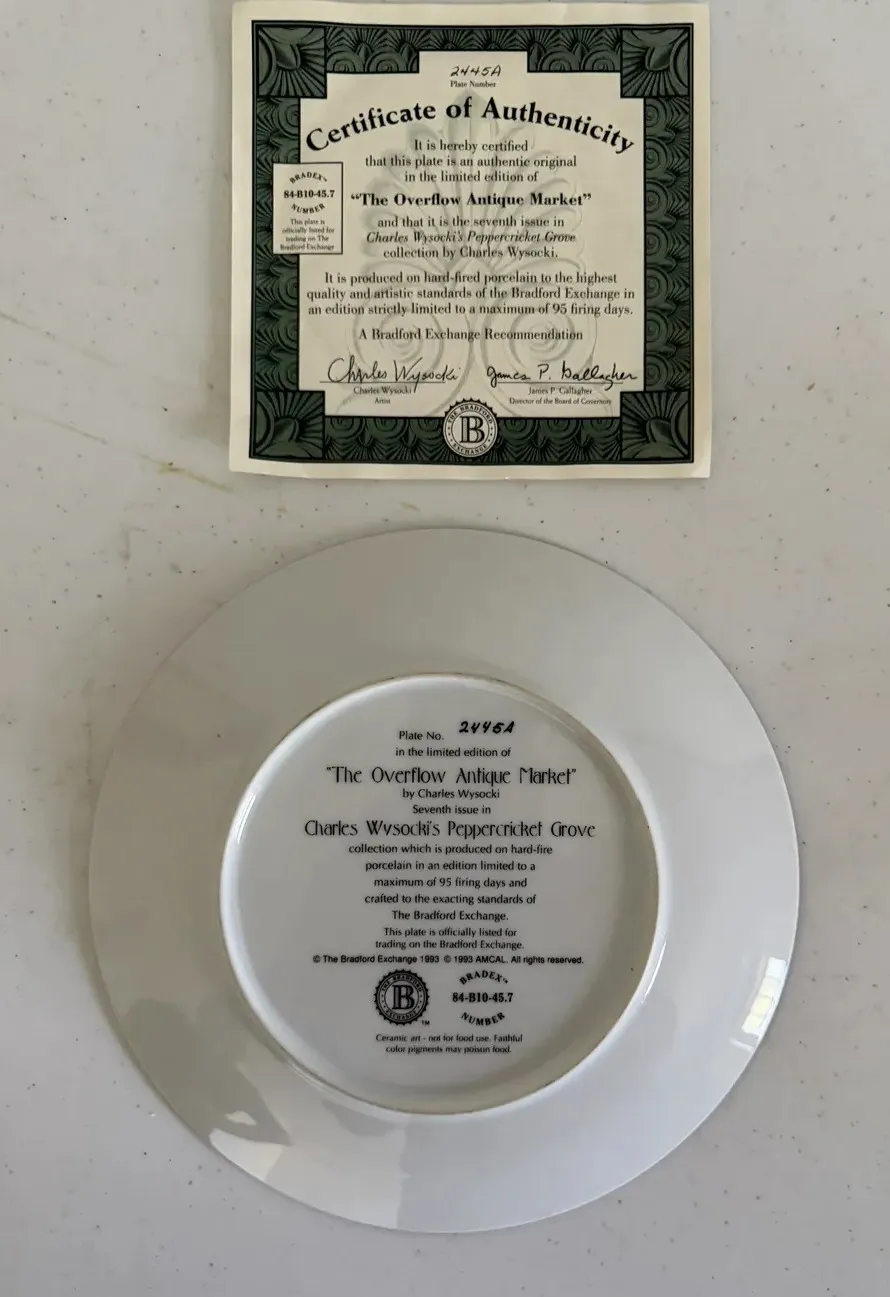 2445A
Plate Number
Certificate of Authenticity
It is hereby certified
that this plate is an authentic original
in the limited edition of
“The Overflow Antique Market”
and that it is the seventh issue in
Charles Wysocki's Peppercricket Grove
collection by Charles Wysocki.
It is produced on hard-fired porcelain to the highest
quality and artistic standards of the Bradford Exchange in
an edition strictly limited to a maximum of 95 firing days.
A Bradford Exchange Recommendation
BRADEX™
84-B10-45.7
NUMBER
This plate is
officially listed for
trading on The
Bradford Exchange
Charles Wysocki
Charles Wysocki
Artist
James P. Gallagher
James P. Gallagher
Director of the Board of Governors
THE BRADFORD
B
EXCHANGE
Plate No. 2445A
in the limited edition of
"The Overflow Antique Market"
by Charles Wysocki
Seventh issue in
Charles Wysocki's Peppercricket Grove
collection which is produced on hard-fire
porcelain in an edition limited to a
maximum of 95 firing days and
crafted to the exacting standards of
The Bradford Exchange.
This plate is officially listed for
trading on the Bradford Exchange.
© The Bradford Exchange 1993 © 1993 AMCAL. All rights reserved.
THE BRADFORD
B
EXCHANGE
™
BRADEX™
84-B10-45.7
NUMBER
Ceramic art - not for food use. Faithful
color pigments may poison food.